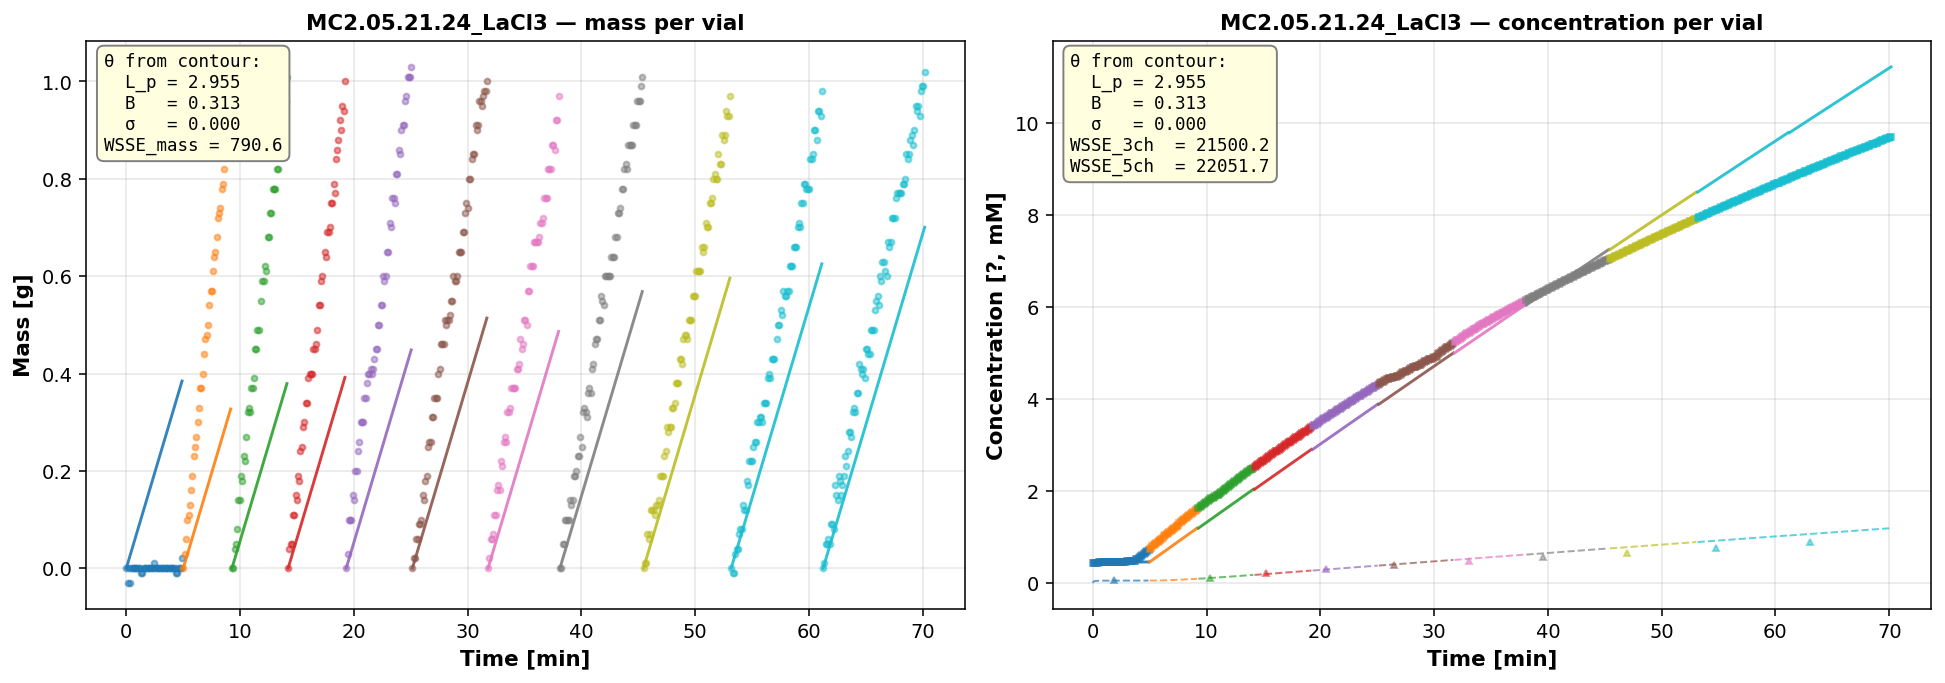 MC2.05.21.24_LaCl3 — mass per vial
θ from contour:
L_p = 2.955
B = 0.313
σ = 0.000
WSSE_mass = 790.6
1.0
0.8
0.6
0.4
0.2
0.0
Mass [g]
0 10 20 30 40 50 60 70
Time [min]
MC2.05.21.24_LaCl3 — concentration per vial
θ from contour:
L_p = 2.955
B = 0.313
σ = 0.000
WSSE_3ch = 21500.2
WSSE_5ch = 22051.7
10
8
6
4
2
0
Concentration [?, mM]
0 10 20 30 40 50 60 70
Time [min]